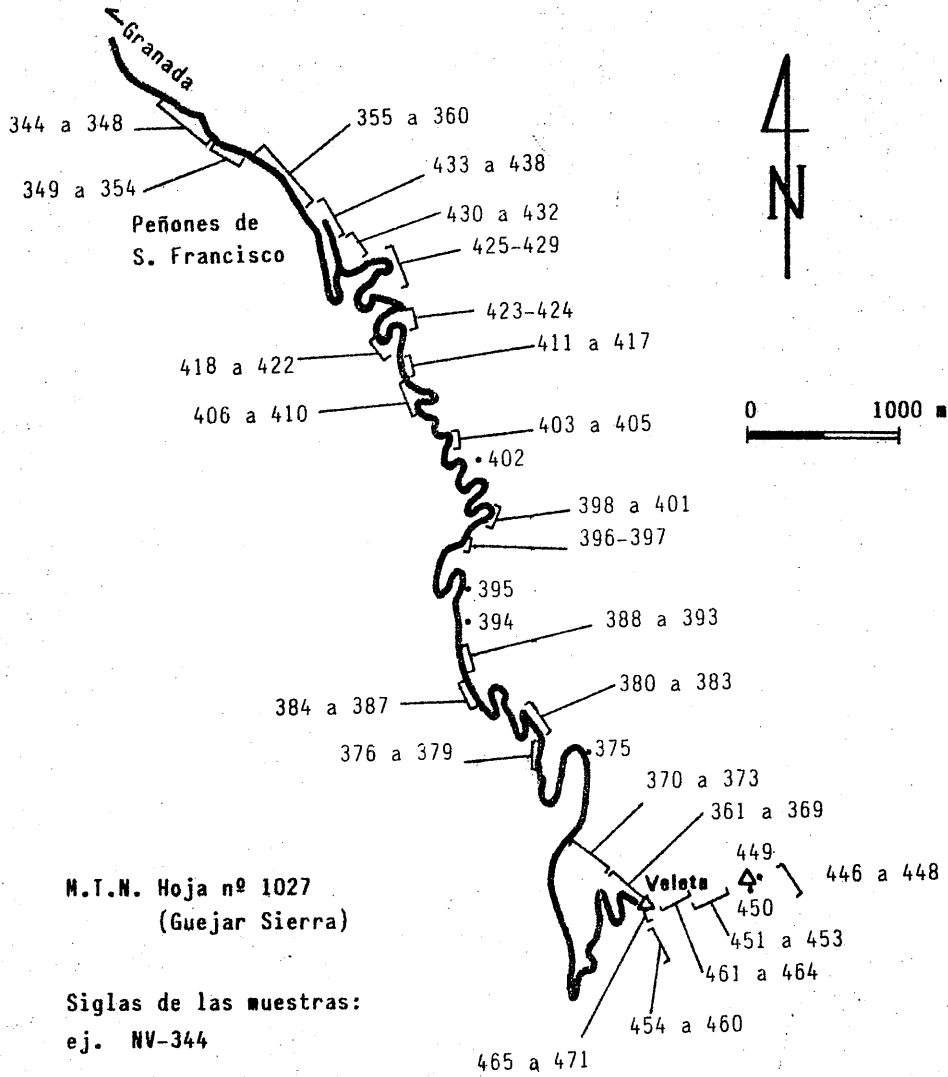 Granada
344 a 348
355 a 360
349 a 354
433 a 438
Peñones de
S. Francisco
430 a 432
425-429
N
423-424
418 a 422
411 a 417
406 a 410
403 a 405
0 1000 m
402
398 a 401
396-397
395
394
388 a 393
384 a 387
380 a 383
376 a 379
375
370 a 373
361 a 369
449
446 a 448
Veleta
450
451 a 453
461 a 464
454 a 460
465 a 471
M.T.N. Hoja nº 1027
(Guejar Sierra)
Siglas de las muestras:
ej. NV-344